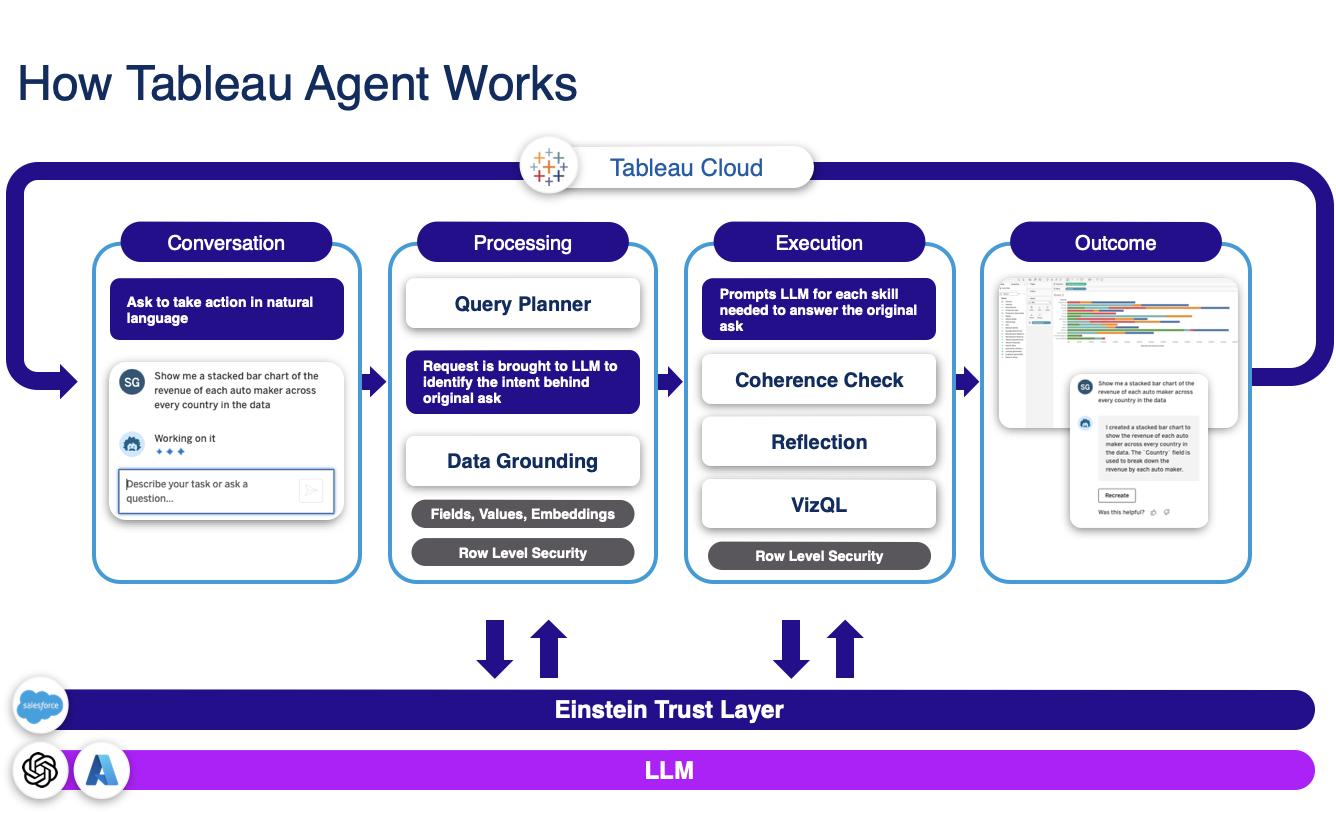 How Tableau Agent Works
Tableau Cloud
Conversation
Ask to take action in natural
language
SG
Show me a stacked bar chart of the
revenue of each auto maker across
every country in the data
Working on it
Describe your task or ask a
question...
Processing
Query Planner
Request is brought to LLM to
identify the intent behind
original ask
Data Grounding
Fields, Values, Embeddings
Row Level Security
Execution
Prompts LLM for each skill
needed to answer the original
ask
Coherence Check
Reflection
VizQL
Row Level Security
Outcome
SG
Show me a stacked bar chart of the
revenue of each auto maker across
every country in the data
I created a stacked bar chart to
show the revenue of each auto
maker across every country in
the data. The `Country` field is
used to break down the
revenue by each auto maker.
Recreate
Was this helpful?
salesforce
Einstein Trust Layer
LLM